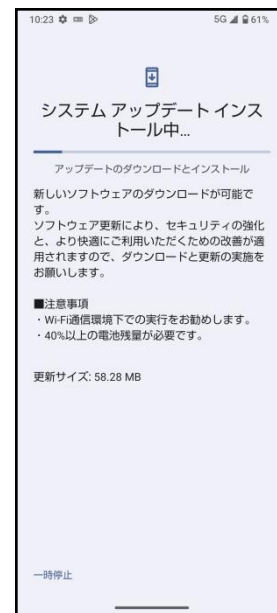 10:23 5G 61%
システム アップデート インス
トール中...
アップデートのダウンロードとインストール
新しいソフトウェアのダウンロードが可能で
す。
ソフトウェア更新により、セキュリティの強化
と、より快適にご利用いただくための改善が適
用されますので、ダウンロードと更新の実施を
お願いします。
■注意事項
・Wi-Fi通信環境下での実行をお勧めします。
・40%以上の電池残量が必要です。
更新サイズ: 58.28 MB
一時停止